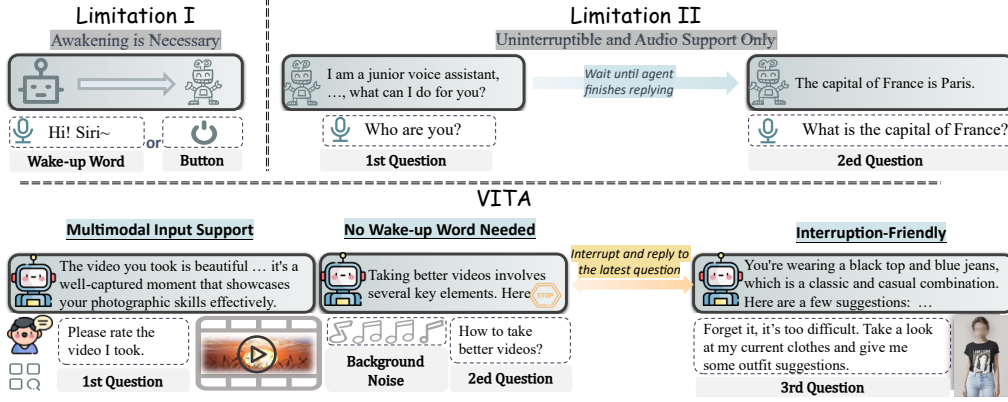 Limitation I
Awakening is Necessary
Hi! Siri~
or
Wake-up Word
Button
Limitation II
Uninterruptible and Audio Support Only
I am a junior voice assistant,
…, what can I do for you?
Wait until agent
finishes replying
The capital of France is Paris.
Who are you?
What is the capital of France?
1st Question
2ed Question
VITA
Multimodal Input Support
No Wake-up Word Needed
Interruption-Friendly
The video you took is beautiful … it's a
well-captured moment that showcases
your photographic skills effectively.
Taking better videos involves
several key elements. Here
STOP
Interrupt and reply to
the latest question
You're wearing a black top and blue jeans,
which is a classic and casual combination.
Here are a few suggestions: …
Please rate the
video I took.
1st Question
Background
Noise
How to take
better videos?
2ed Question
Forget it, it's too difficult. Take a look
at my current clothes and give me
some outfit suggestions.
3rd Question